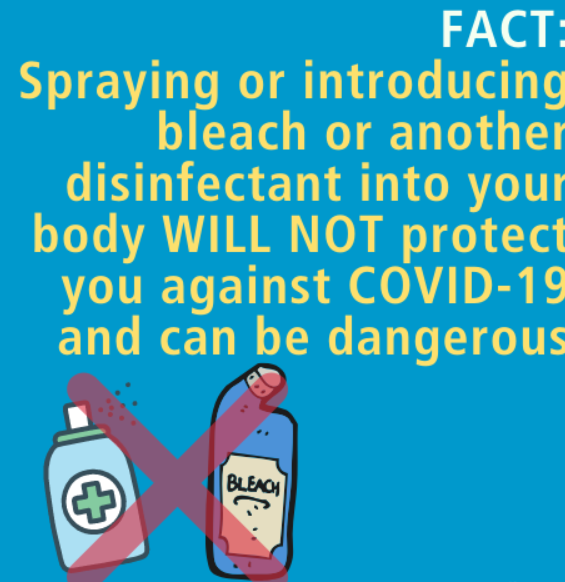 FACT:
Spraying or introducing
bleach or another
disinfectant into your
body WILL NOT protect
you against COVID-19
and can be dangerous
BLEACH